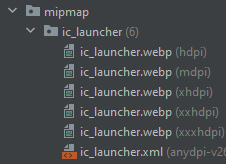 mipmap
ic_launcher (6)
ic_launcher.webp (hdpi)
ic_launcher.webp (mdpi)
ic_launcher.webp (xhdpi)
ic_launcher.webp (xxhdpi)
ic_launcher.webp (xxxhdpi)
ic_launcher.xml (anydpi-v26